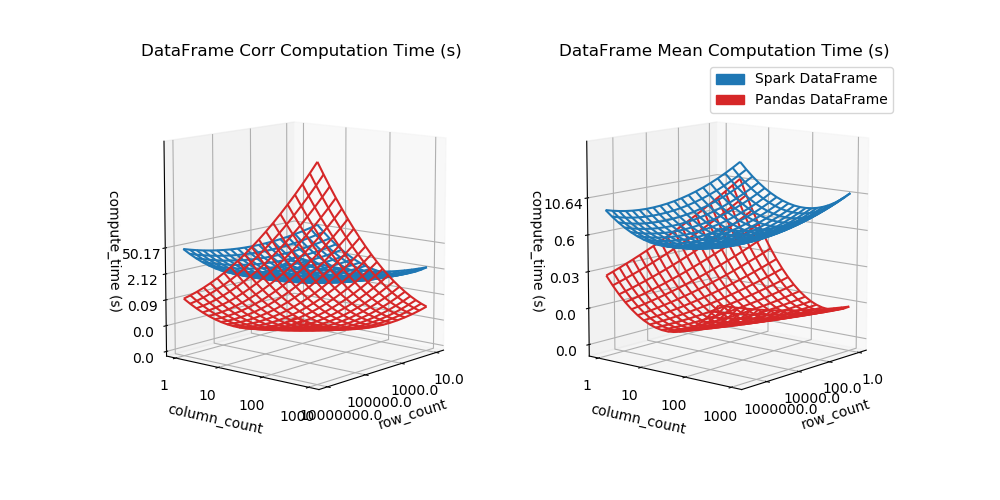 DataFrame Corr Computation Time (s)
50.17
2.12
0.09
0.0
0.0
compute_time (s)
1
10
100
1000
column_count
10000000.0
100000.0
1000.0
10.0
row_count
DataFrame Mean Computation Time (s)
Spark DataFrame
Pandas DataFrame
10.64
0.6
0.03
0.0
0.0
compute_time (s)
1
10
100
1000
column_count
1000000.0
10000.0
100.0
1.0
row_count